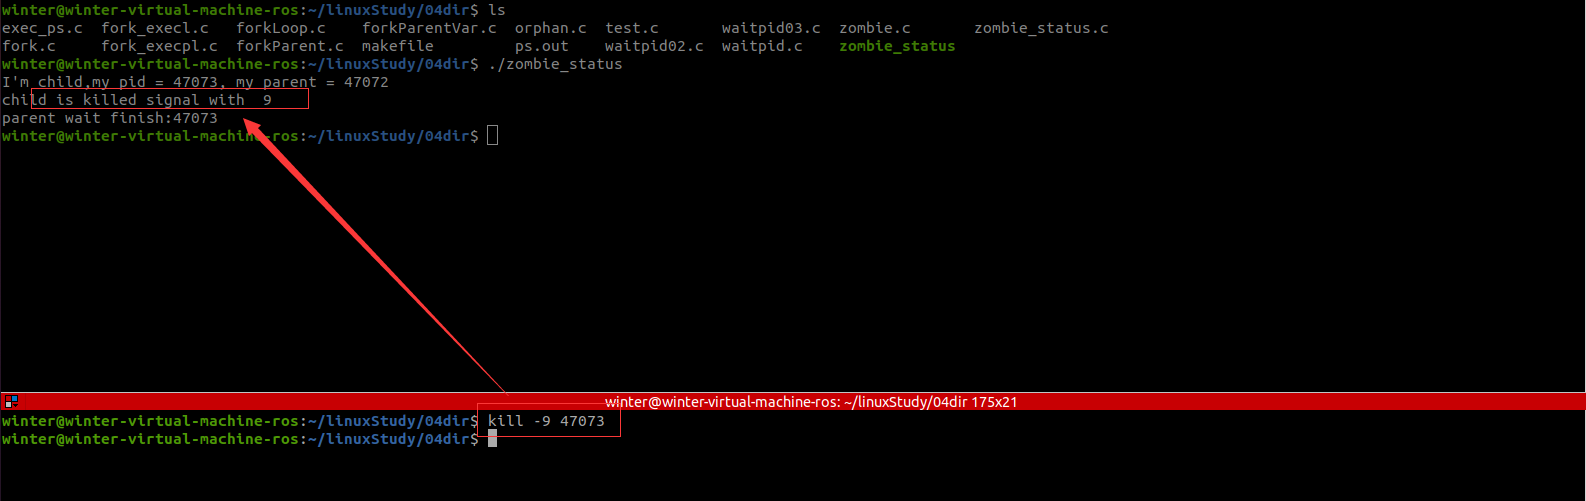 winter@winter-virtual-machine-ros:~/linuxStudy/04dir$ ls
exec_ps.c fork_execl.c forkLoop.c forkParentVar.c orphan.c test.c waitpid03.c zombie.c zombie_status.c
fork.c fork_execpl.c forkParent.c makefile ps.out waitpid02.c waitpid.c zombie_status
winter@winter-virtual-machine-ros:~/linuxStudy/04dir$ ./zombie_status
I'm child,my pid = 47073, my parent = 47072
child is killed signal with 9
parent wait finish:47073
winter@winter-virtual-machine-ros:~/linuxStudy/04dir$
winter@winter-virtual-machine-ros: ~/linuxStudy/04dir 175x21
winter@winter-virtual-machine-ros:~/linuxStudy/04dir$ kill -9 47073
winter@winter-virtual-machine-ros:~/linuxStudy/04dir$